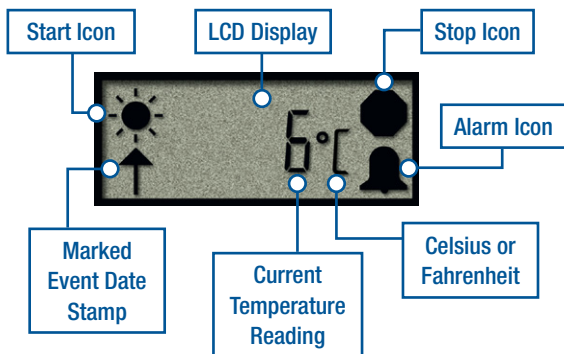 Start Icon
LCD Display
Stop Icon
6°C
Alarm Icon
Marked
Event Date
Stamp
Current
Temperature
Reading
Celsius or
Fahrenheit